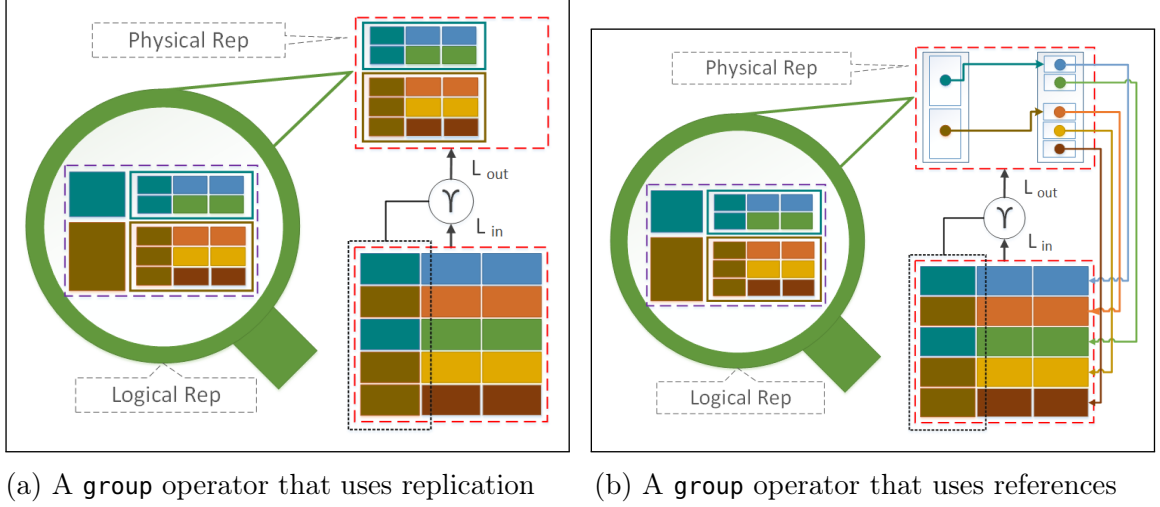 Physical Rep
L out
ϒ
L in
Logical Rep
(a) A group operator that uses replication
Physical Rep
L out
ϒ
L in
Logical Rep
(b) A group operator that uses references